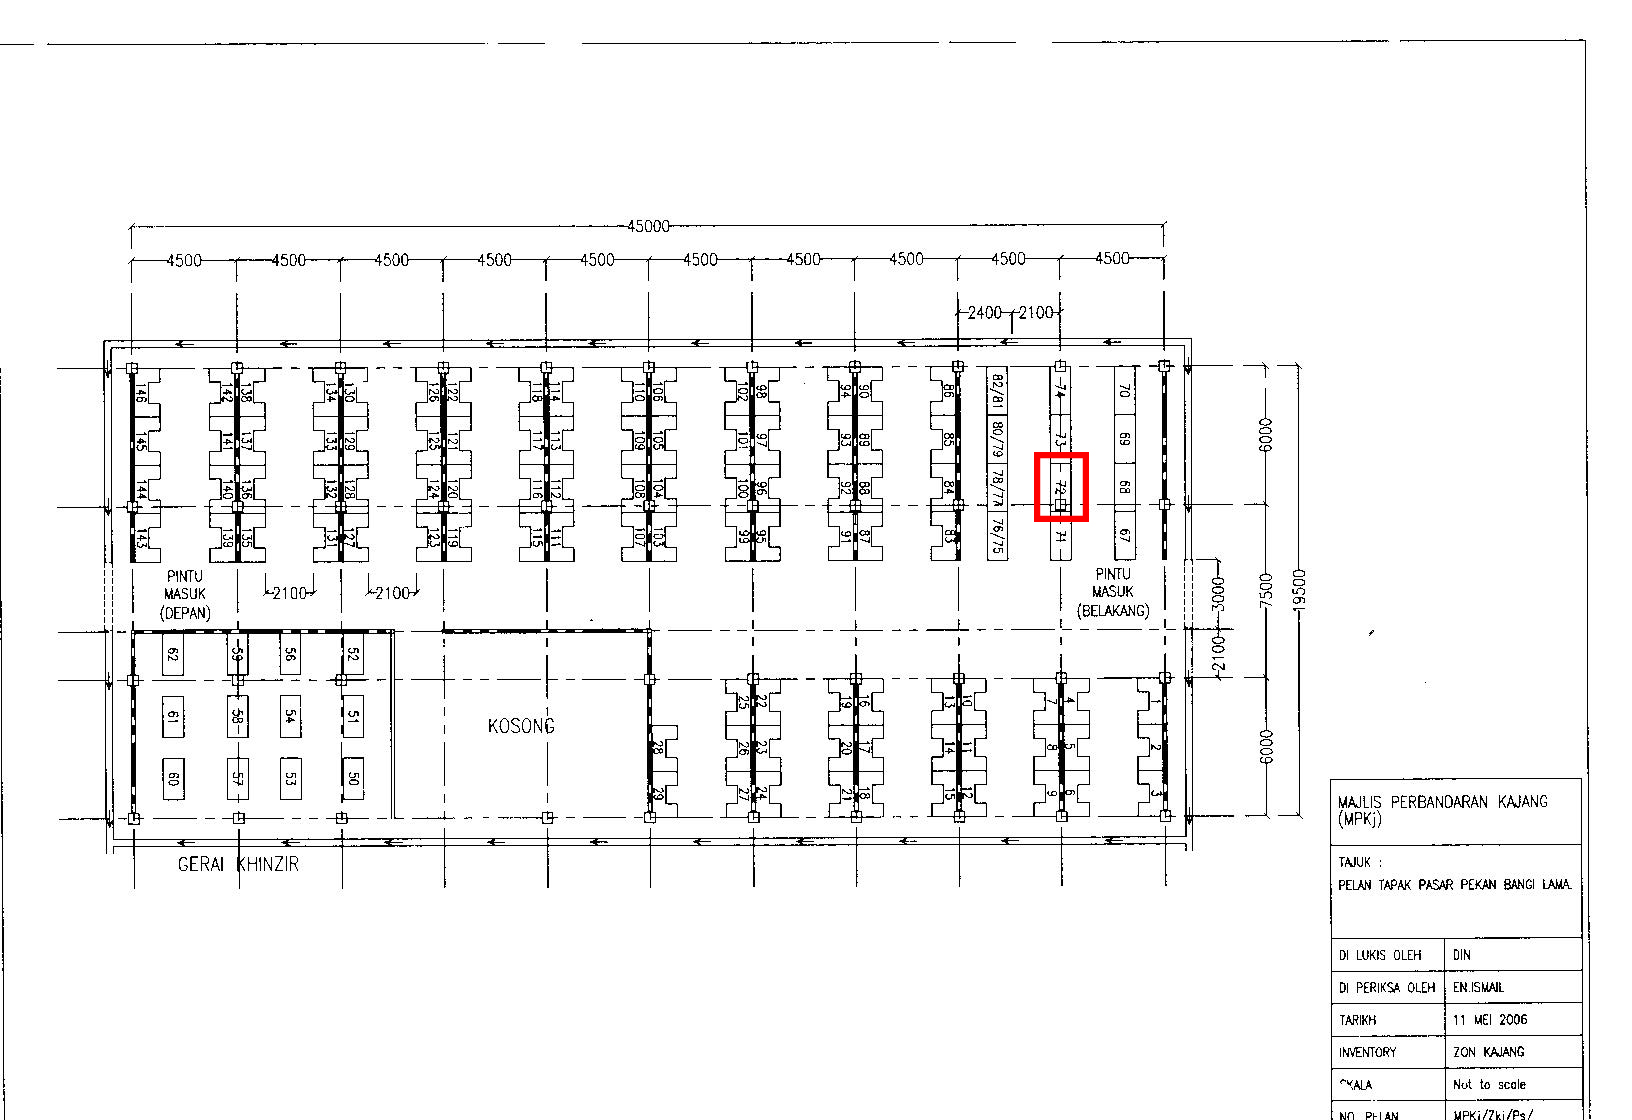 45000
4500 4500 4500 4500 4500 4500 4500 4500 4500 4500
2400 2100
146 142 138 134 130 126 122 118 114 110 106 102 98 94 90 86 82/81 74 70
145 141 137 133 129 125 121 117 113 109 105 101 97 93 89 85 80/79 73 69
144 140 136 132 128 124 120 116 112 108 104 100 96 92 88 84 78/77 72 68
143 139 135 131 127 123 119 115 111 107 103 99 95 91 87 83 76/75 71 67
6000
7500
19500
3000
2100
6000
PINTU
MASUK
(DEPAN)
2100 2100
PINTU
MASUK
(BELAKANG)
62 59 56 52
61 58 54 51
60 57 53 50
KOSONG
25 22 19 16 13 10 7 4 1
28 26 23 20 17 14 11 8 5 2
29 27 24 21 18 15 12 9 6 3
GERAI KHINZIR
MAJLIS PERBANDARAN KAJANG
(MPKj)
TAJUK :
PELAN TAPAK PASAR PEKAN BANGI LAMA.
DI LUKIS OLEH DIN
DI PERIKSA OLEH EN.ISMAIL
TARIKH 11 MEI 2006
INVENTORY ZON KAJANG
SKALA Not to scale
NO. PELAN MPKj/Zkj/Ps/